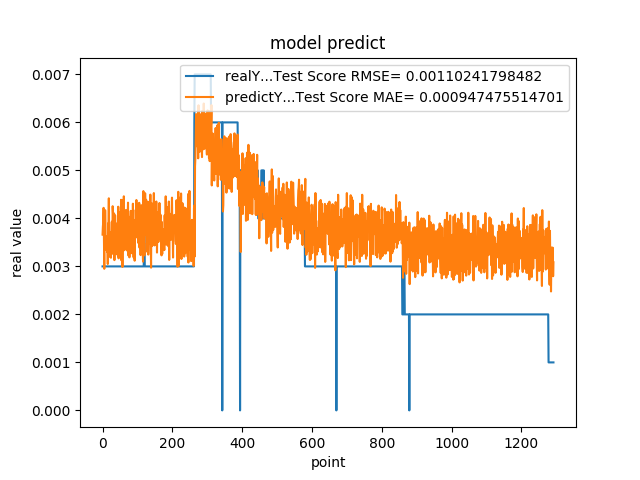 model predict
realY...Test Score RMSE= 0.00110241798482
predictY...Test Score MAE= 0.000947475514701
real value
0.007
0.006
0.005
0.004
0.003
0.002
0.001
0.000
0 200 400 600 800 1000 1200
point